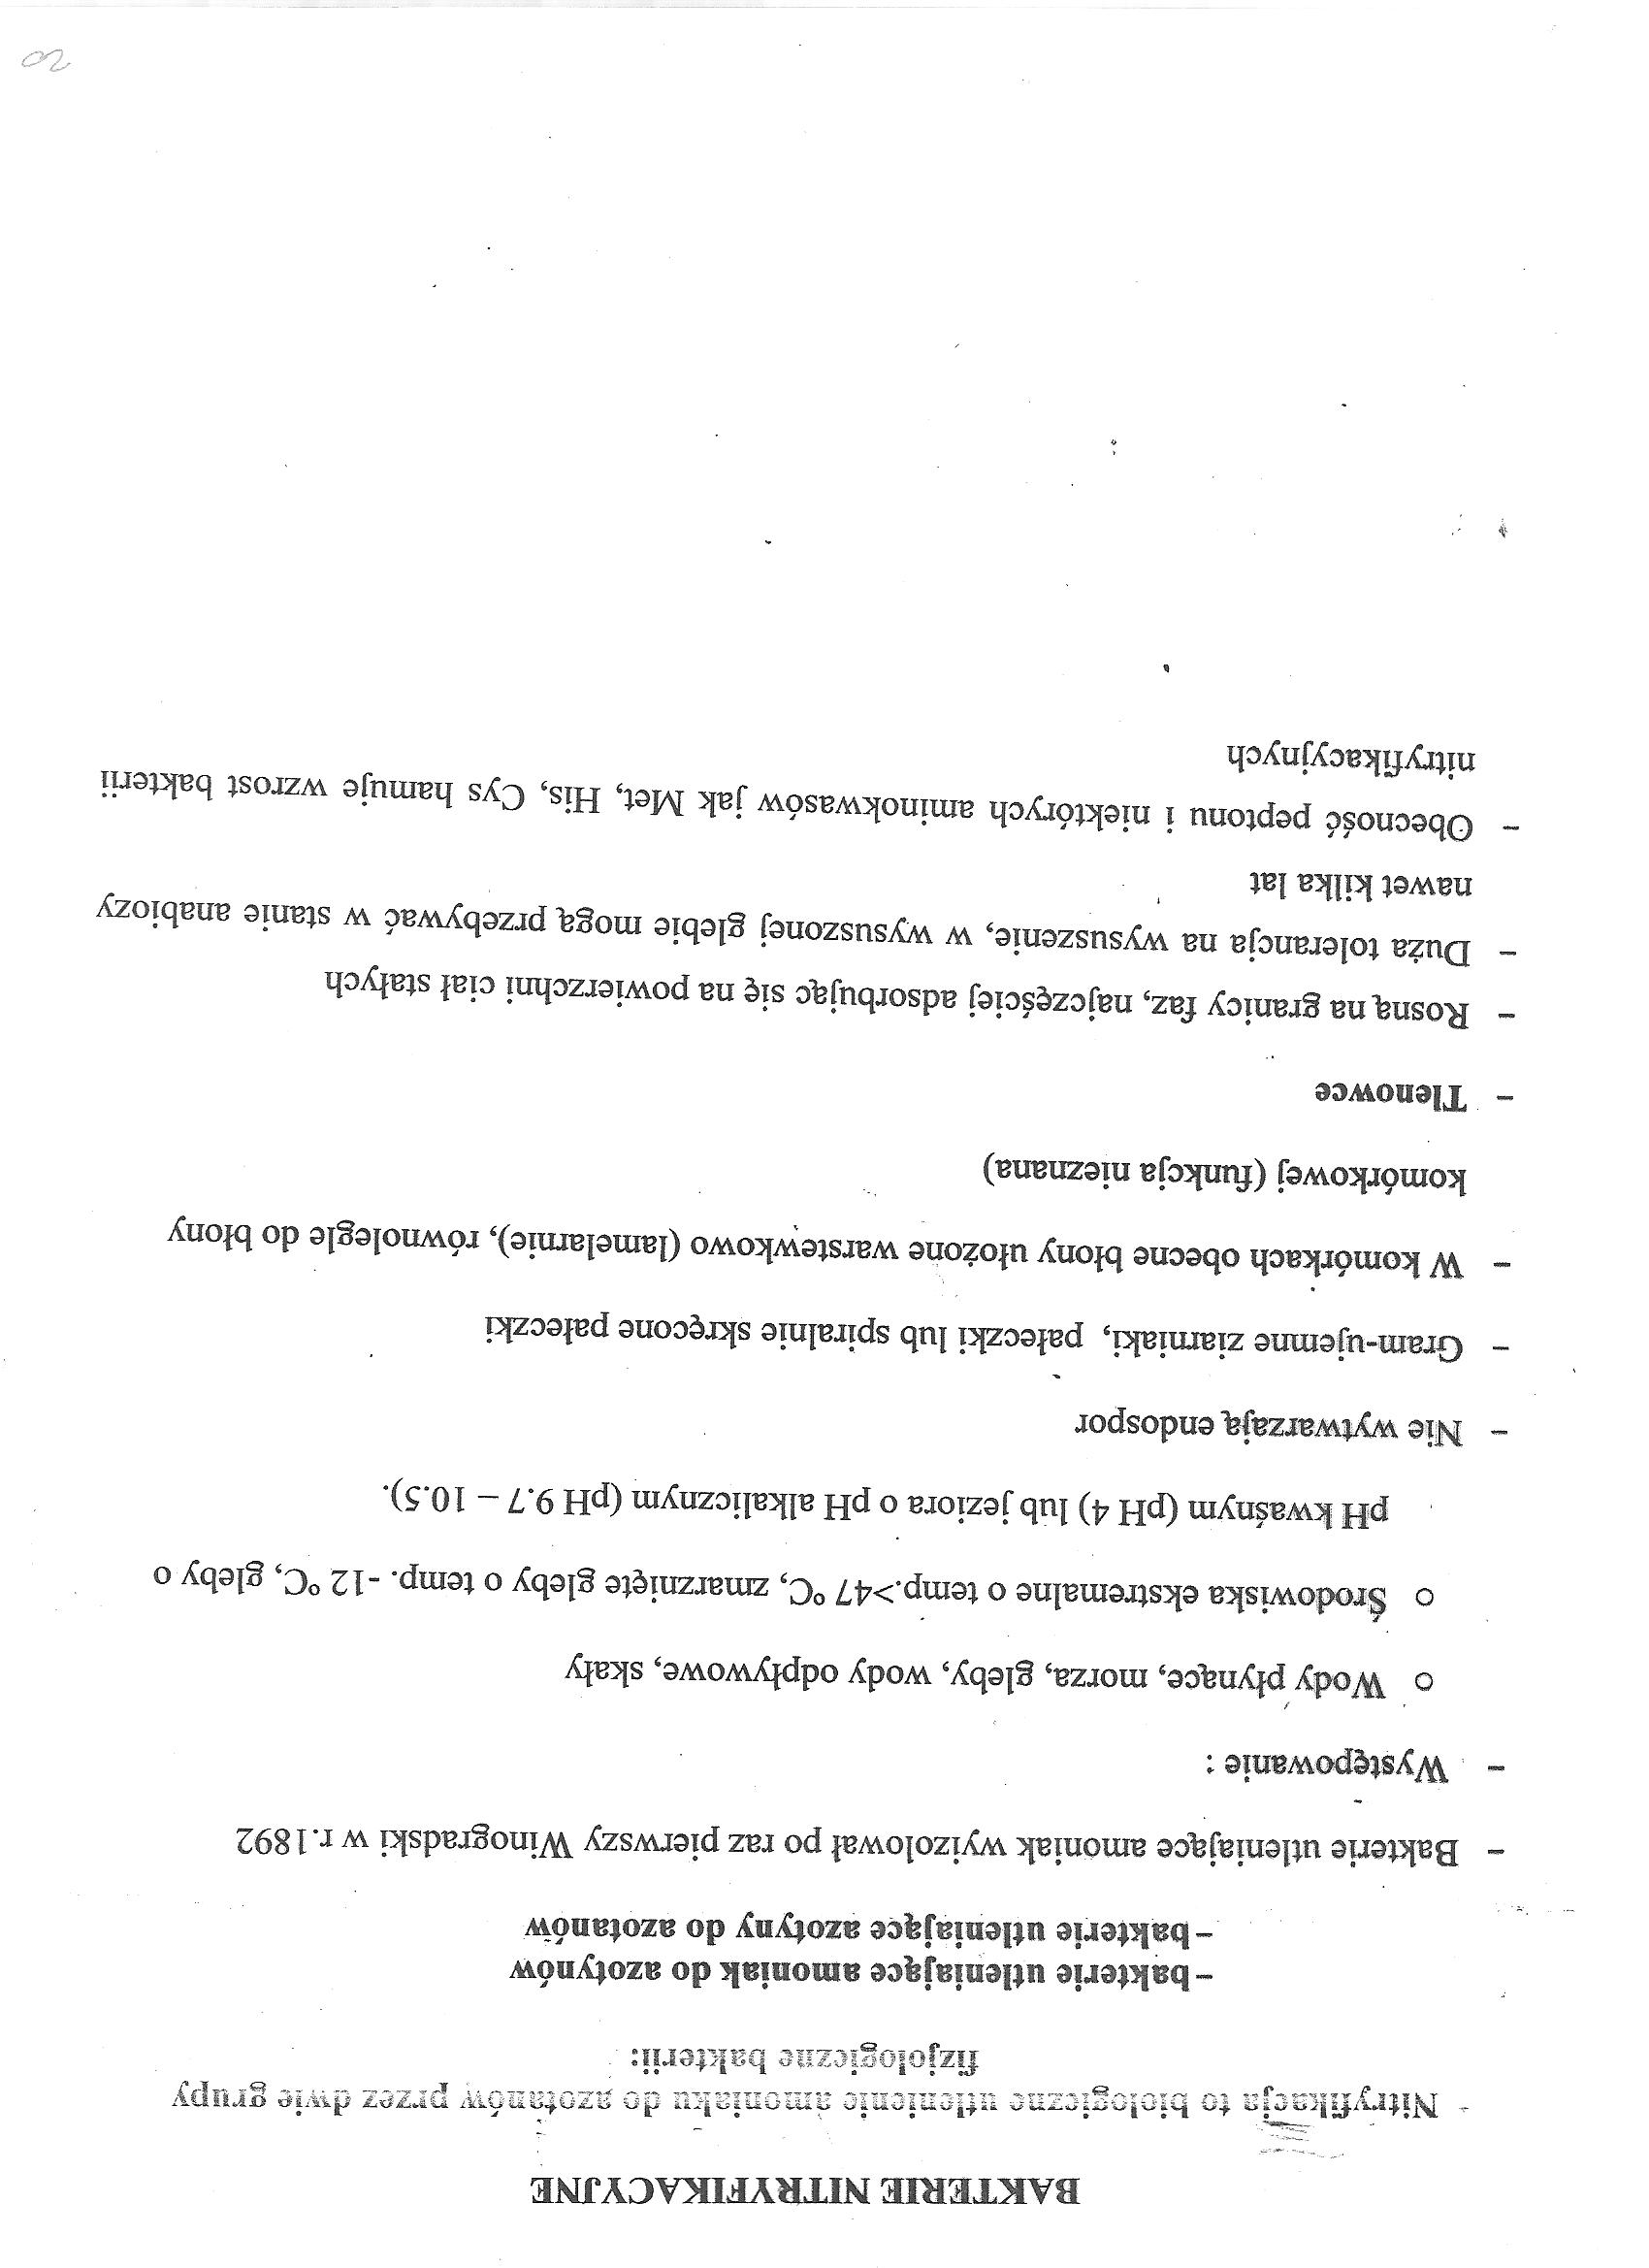 BAKTERIE NITRYFIKACYJNE
- Nitryfikacja to biologiczne utlenienie amoniaku do azotanów przez dwie grupy
fizjologiczne bakterii:
- bakterie utleniające amoniak do azotynów
- bakterie utleniające azotyny do azotanów
- Bakterie utleniające amoniak wyizolował po raz pierwszy Winogradski w r.1892
- Występowanie :
o Wody płynące, morza, gleby, wody odpływowe, skały
o Środowiska ekstremalne o temp.>47 °C, zmarznięte gleby o temp. -12 °C, gleby o
pH kwaśnym (pH 4) lub jeziora o pH alkalicznym (pH 9.7 – 10.5).
- Nie wytwarzają endospor
- Gram-ujemne ziarniaki, pałeczki lub spiralnie skręcone pałeczki
- W komórkach obecne błony ułożone warstewkowo (lamelarnie), równolegle do błony
komórkowej (funkcja nieznana)
- Tlenowce
- Rosną na granicy faz, najczęściej adsorbując się na powierzchni ciał stałych
- Duża tolerancja na wysuszenie, w wysuszonej glebie mogą przebywać w stanie anabiozy
nawet kilka lat
- Obecność peptonu i niektórych aminokwasów jak Met, His, Cys hamuje wzrost bakterii
nitryfikacyjnych